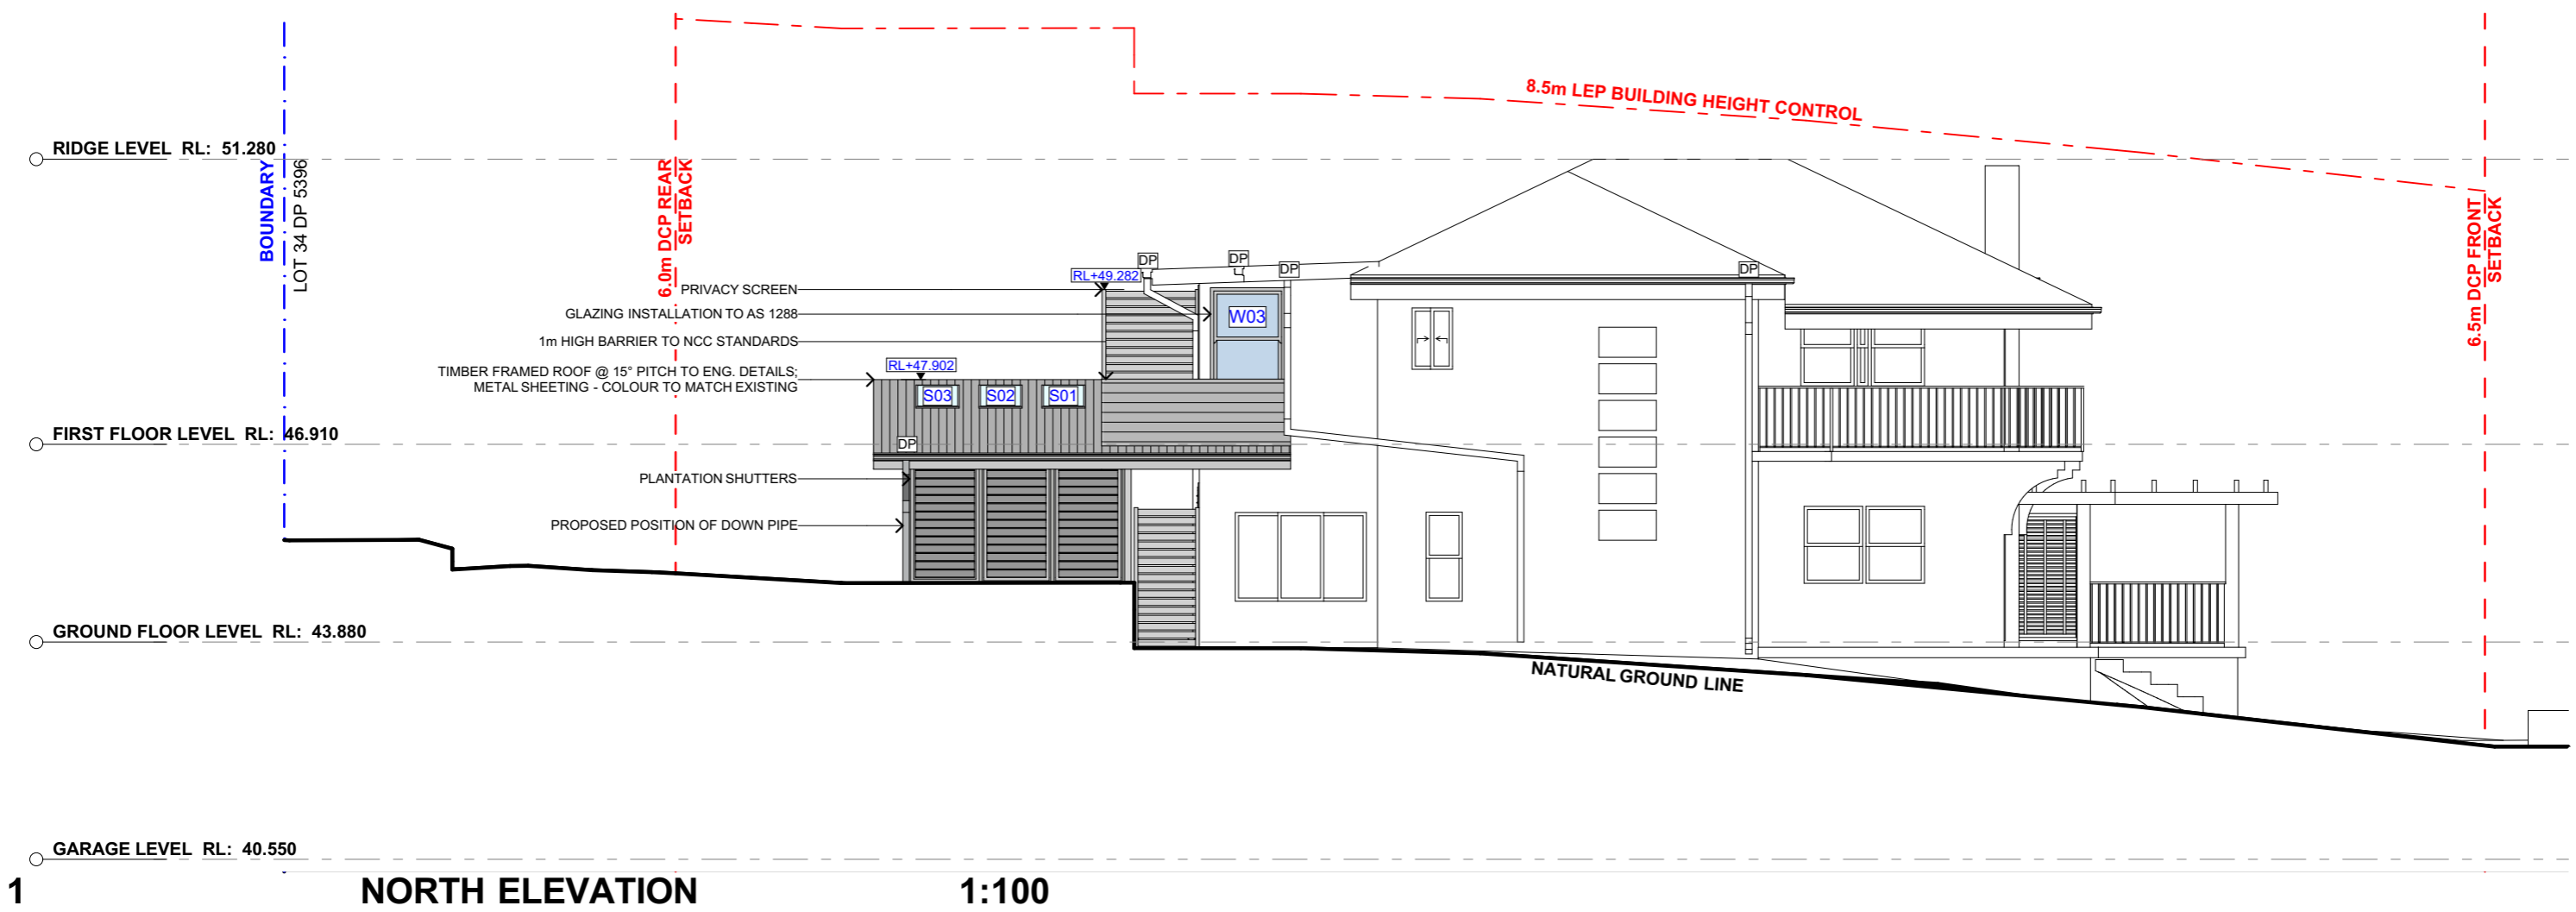 8.5m LEP BUILDING HEIGHT CONTROL
RIDGE LEVEL RL: 51.280
BOUNDARY
LOT 34 DP 5396
6.0m DCP REAR
SETBACK
6.5m DCP FRONT
SETBACK
DP
DP
DP
DP
RL+49.282
PRIVACY SCREEN
GLAZING INSTALLATION TO AS 1288
W03
1m HIGH BARRIER TO NCC STANDARDS
RL+47.902
TIMBER FRAMED ROOF @ 15° PITCH TO ENG. DETAILS;
METAL SHEETING - COLOUR TO MATCH EXISTING
S03
S02
S01
FIRST FLOOR LEVEL RL: 46.910
DP
PLANTATION SHUTTERS
PROPOSED POSITION OF DOWN PIPE
GROUND FLOOR LEVEL RL: 43.880
NATURAL GROUND LINE
GARAGE LEVEL RL: 40.550
1 NORTH ELEVATION 1:100